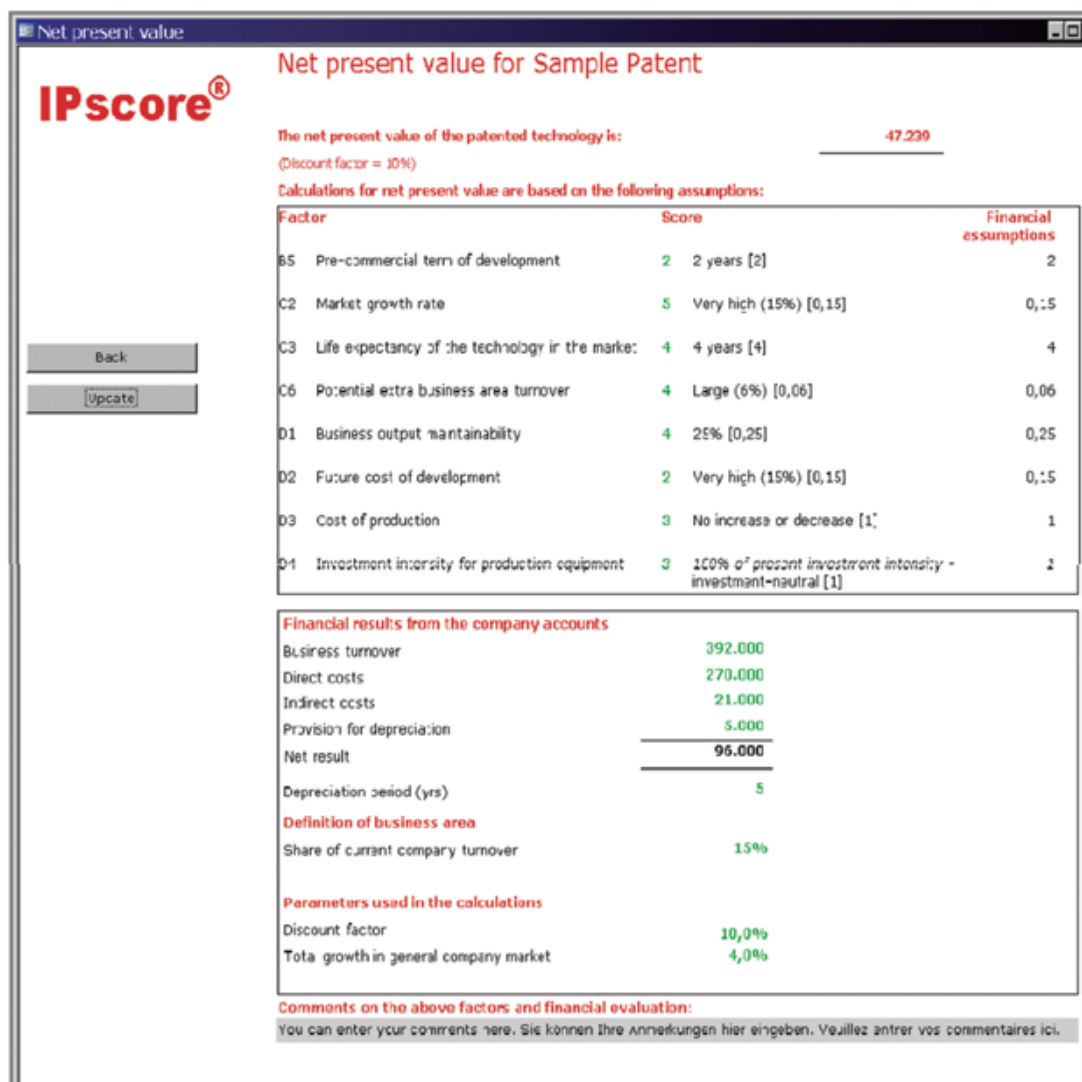 Net present value
IPscore®
Net present value for Sample Patent
The net present value of the patented technology is: 47.239
(Discount factor = 10%)
Calculations for net present value are based on the following assumptions:
Factor Score Financial assumptions
B5 Pre-commercial term of development 2 2 years [2] 2
C2 Market growth rate 5 Very high (15%) [0,15] 0,15
C3 Life expectancy of the technology in the market 4 4 years [4] 4
C6 Potential extra business area turnover 4 Large (6%) [0,06] 0,06
D1 Business output maintainability 4 25% [0,25] 0,25
D2 Future cost of development 2 Very high (15%) [0,15] 0,15
D3 Cost of production 3 No increase or decrease [1] 1
D4 Investment intensity for production equipment 3 100% of present investment intensity - 1
investment-neutral [1]
Back
Update
Financial results from the company accounts
Business turnover 392.000
Direct costs 270.000
Indirect costs 21.000
Provision for depreciation 5.000
Net result 96.000
Depreciation period (yrs) 5
Definition of business area
Share of current company turnover 15%
Parameters used in the calculations
Discount factor 10,0%
Total growth in general company market 4,0%
Comments on the above factors and financial evaluation:
You can enter your comments here. Sie können Ihre Anmerkungen hier eingeben. Veuillez entrer vos commentaires ici.